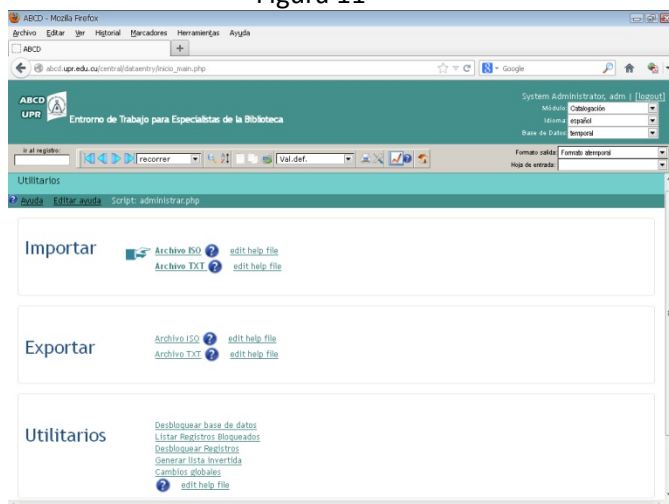 Figura 11
ABCD - Mozilla Firefox
Archivo Editar Ver Historial Marcadores Herramientas Ayuda
ABCD
abcd.upr.edu.cu/central/dataentry/inicio_main.php
Google
ABCD
UPR
Entrorno de Trabajo para Especialistas de la Biblioteca
System Administrator, adm | [logout]
Módulo Catalogación
Idioma español
Base de Datos temporal
ir al registro:
recorrer
Val.def.
Formato salida: Formato atemporal
Hoja de entrada:
Utilitarios
Ayuda Editar ayuda Script: administrar.php
Importar
Archivo ISO edit help file
Archivo TXT edit help file
Exportar
Archivo ISO edit help file
Archivo TXT edit help file
Utilitarios
Desbloquear base de datos
Listar Registros Bloqueados
Desbloquear Registros
Generar lista invertida
Cambios globales
edit help file